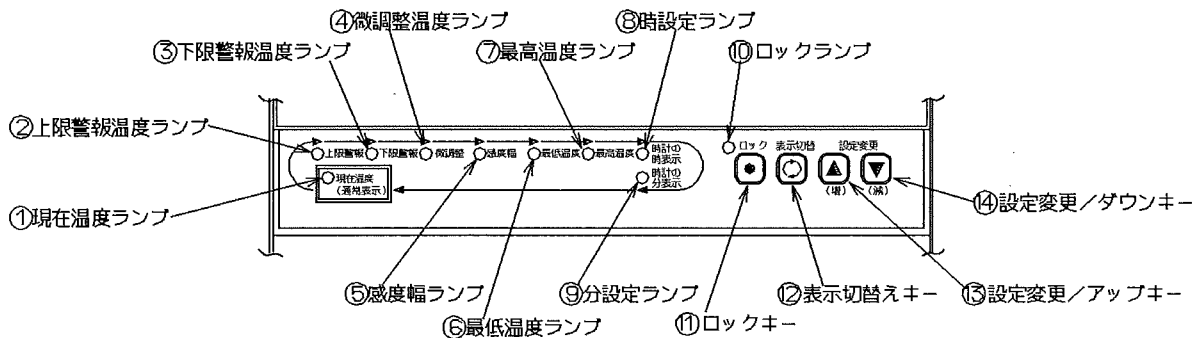 ④微調整温度ランプ
⑧時設定ランプ
③下限警報温度ランプ
⑦最高温度ランプ
⑩ロックランプ
②上限警報温度ランプ
上限警報 下限警報 微調整 感度幅 最低温度 最高温度 時計の時表示
ロック 表示切替 設定変更
現在温度
(通常表示)
時計の
分表示
(増) (減)
①現在温度ランプ
⑭設定変更/ダウンキー
⑤感度幅ランプ
⑨分設定ランプ
⑫表示切替えキー
⑬設定変更/アップキー
⑥最低温度ランプ
⑪ロックキー